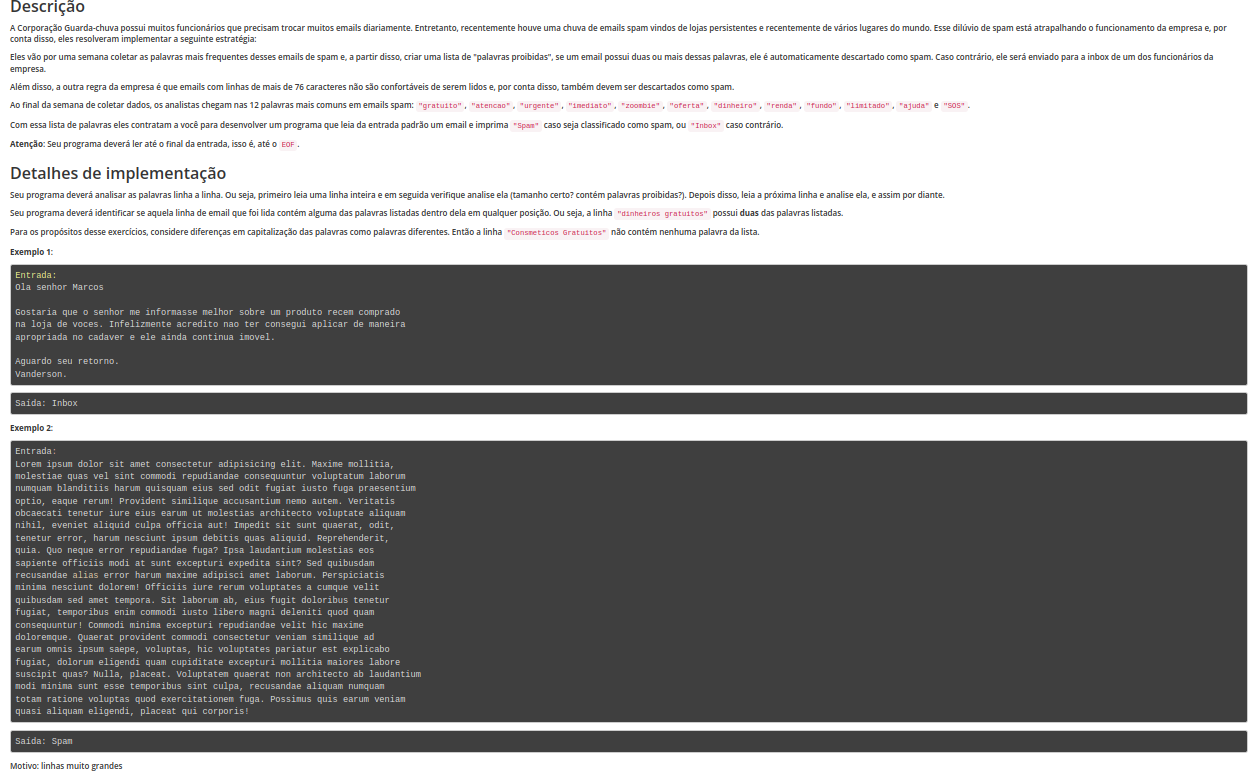 Descrição
A Corporação Guarda-chuva possui muitos funcionários que precisam trocar muitos emails diariamente. Entretanto, recentemente houve uma chuva de emails spam vindos de lojas persistentes e recentemente de vários lugares do mundo. Esse dilúvio de spam está atrapalhando o funcionamento da empresa e, por
conta disso, eles resolveram implementar a seguinte estratégia:
Eles vão por uma semana coletar as palavras mais frequentes desses emails de spam e, a partir disso, criar uma lista de "palavras proibidas", se um email possui duas ou mais dessas palavras, ele é automaticamente descartado como spam. Caso contrário, ele será enviado para a inbox de um dos funcionários da
empresa.
Além disso, a outra regra da empresa é que emails com linhas de mais de 76 caracteres não são confortáveis de serem lidos e, por conta disso, também devem ser descartados como spam.
Ao final da semana de coletar dados, os analistas chegam nas 12 palavras mais comuns em emails spam: "gratuito", "atencao", "urgente", "imediato", "zoombie", "oferta", "dinheiro", "renda", "fundo", "limitado", "ajuda" e "SOS".
Com essa lista de palavras eles contratam a você para desenvolver um programa que leia da entrada padrão um email e imprima "Spam" caso seja classificado como spam, ou "Inbox" caso contrário.
Atenção: Seu programa deverá ler até o final da entrada, isso é, até o EOF.
Detalhes de implementação
Seu programa deverá analisar as palavras linha a linha. Ou seja, primeiro leia uma linha inteira e em seguida verifique analise ela (tamanho certo? contém palavras proibidas?). Depois disso, leia a próxima linha e analise ela, e assim por diante.
Seu programa deverá identificar se aquela linha de email que foi lida contém alguma das palavras listadas dentro dela em qualquer posição. Ou seja, a linha "dinheiros gratuitos" possui duas das palavras listadas.
Para os propósitos desse exercícios, considere diferenças em capitalização das palavras como palavras diferentes. Então a linha "Consmeticos Gratuitos" não contém nenhuma palavra da lista.
Exemplo 1:
Entrada:
Ola senhor Marcos
Gostaria que o senhor me informasse melhor sobre um produto recem comprado
na loja de voces. Infelizmente acredito nao ter consegui aplicar de maneira
apropriada no cadaver e ele ainda continua imovel.
Aguardo seu retorno.
Vanderson.
Saída: Inbox
Exemplo 2:
Entrada:
Lorem ipsum dolor sit amet consectetur adipisicing elit. Maxime mollitia,
molestiae quas vel sint commodi repudiandae consequuntur voluptatum laborum
numquam blanditiis harum quisquam eius sed odit fugiat iusto fuga praesentium
optio, eaque rerum! Provident similique accusantium nemo autem. Veritatis
obcaecati tenetur iure eius earum ut molestias architecto voluptate aliquam
nihil, eveniet aliquid culpa officia aut! Impedit sit sunt quaerat, odit,
tenetur error, harum nesciunt ipsum debitis quas aliquid. Reprehenderit,
quia. Quo neque error repudiandae fuga? Ipsa laudantium molestias eos
sapiente officiis modi at sunt excepturi expedita sint? Sed quibusdam
recusandae alias error harum maxime adipisci amet laborum. Perspiciatis
minima nesciunt dolorem! Officiis iure rerum voluptates a cumque velit
quibusdam sed amet tempora. Sit laborum ab, eius fugit doloribus tenetur
fugiat, temporibus enim commodi iusto libero magni deleniti quod quam
consequuntur! Commodi minima excepturi repudiandae velit hic maxime
doloremque. Quaerat provident commodi consectetur veniam similique ad
earum omnis ipsum saepe, voluptas, hic voluptates pariatur est explicabo
fugiat, dolorum eligendi quam cupiditate excepturi mollitia maiores labore
suscipit quas? Nulla, placeat. Voluptatem quaerat non architecto ab laudantium
modi minima sunt esse temporibus sint culpa, recusandae aliquam numquam
totam ratione voluptas quod exercitationem fuga. Possimus quis earum veniam
quasi aliquam eligendi, placeat qui corporis!
Saída: Spam
Motivo: linhas muito grandes